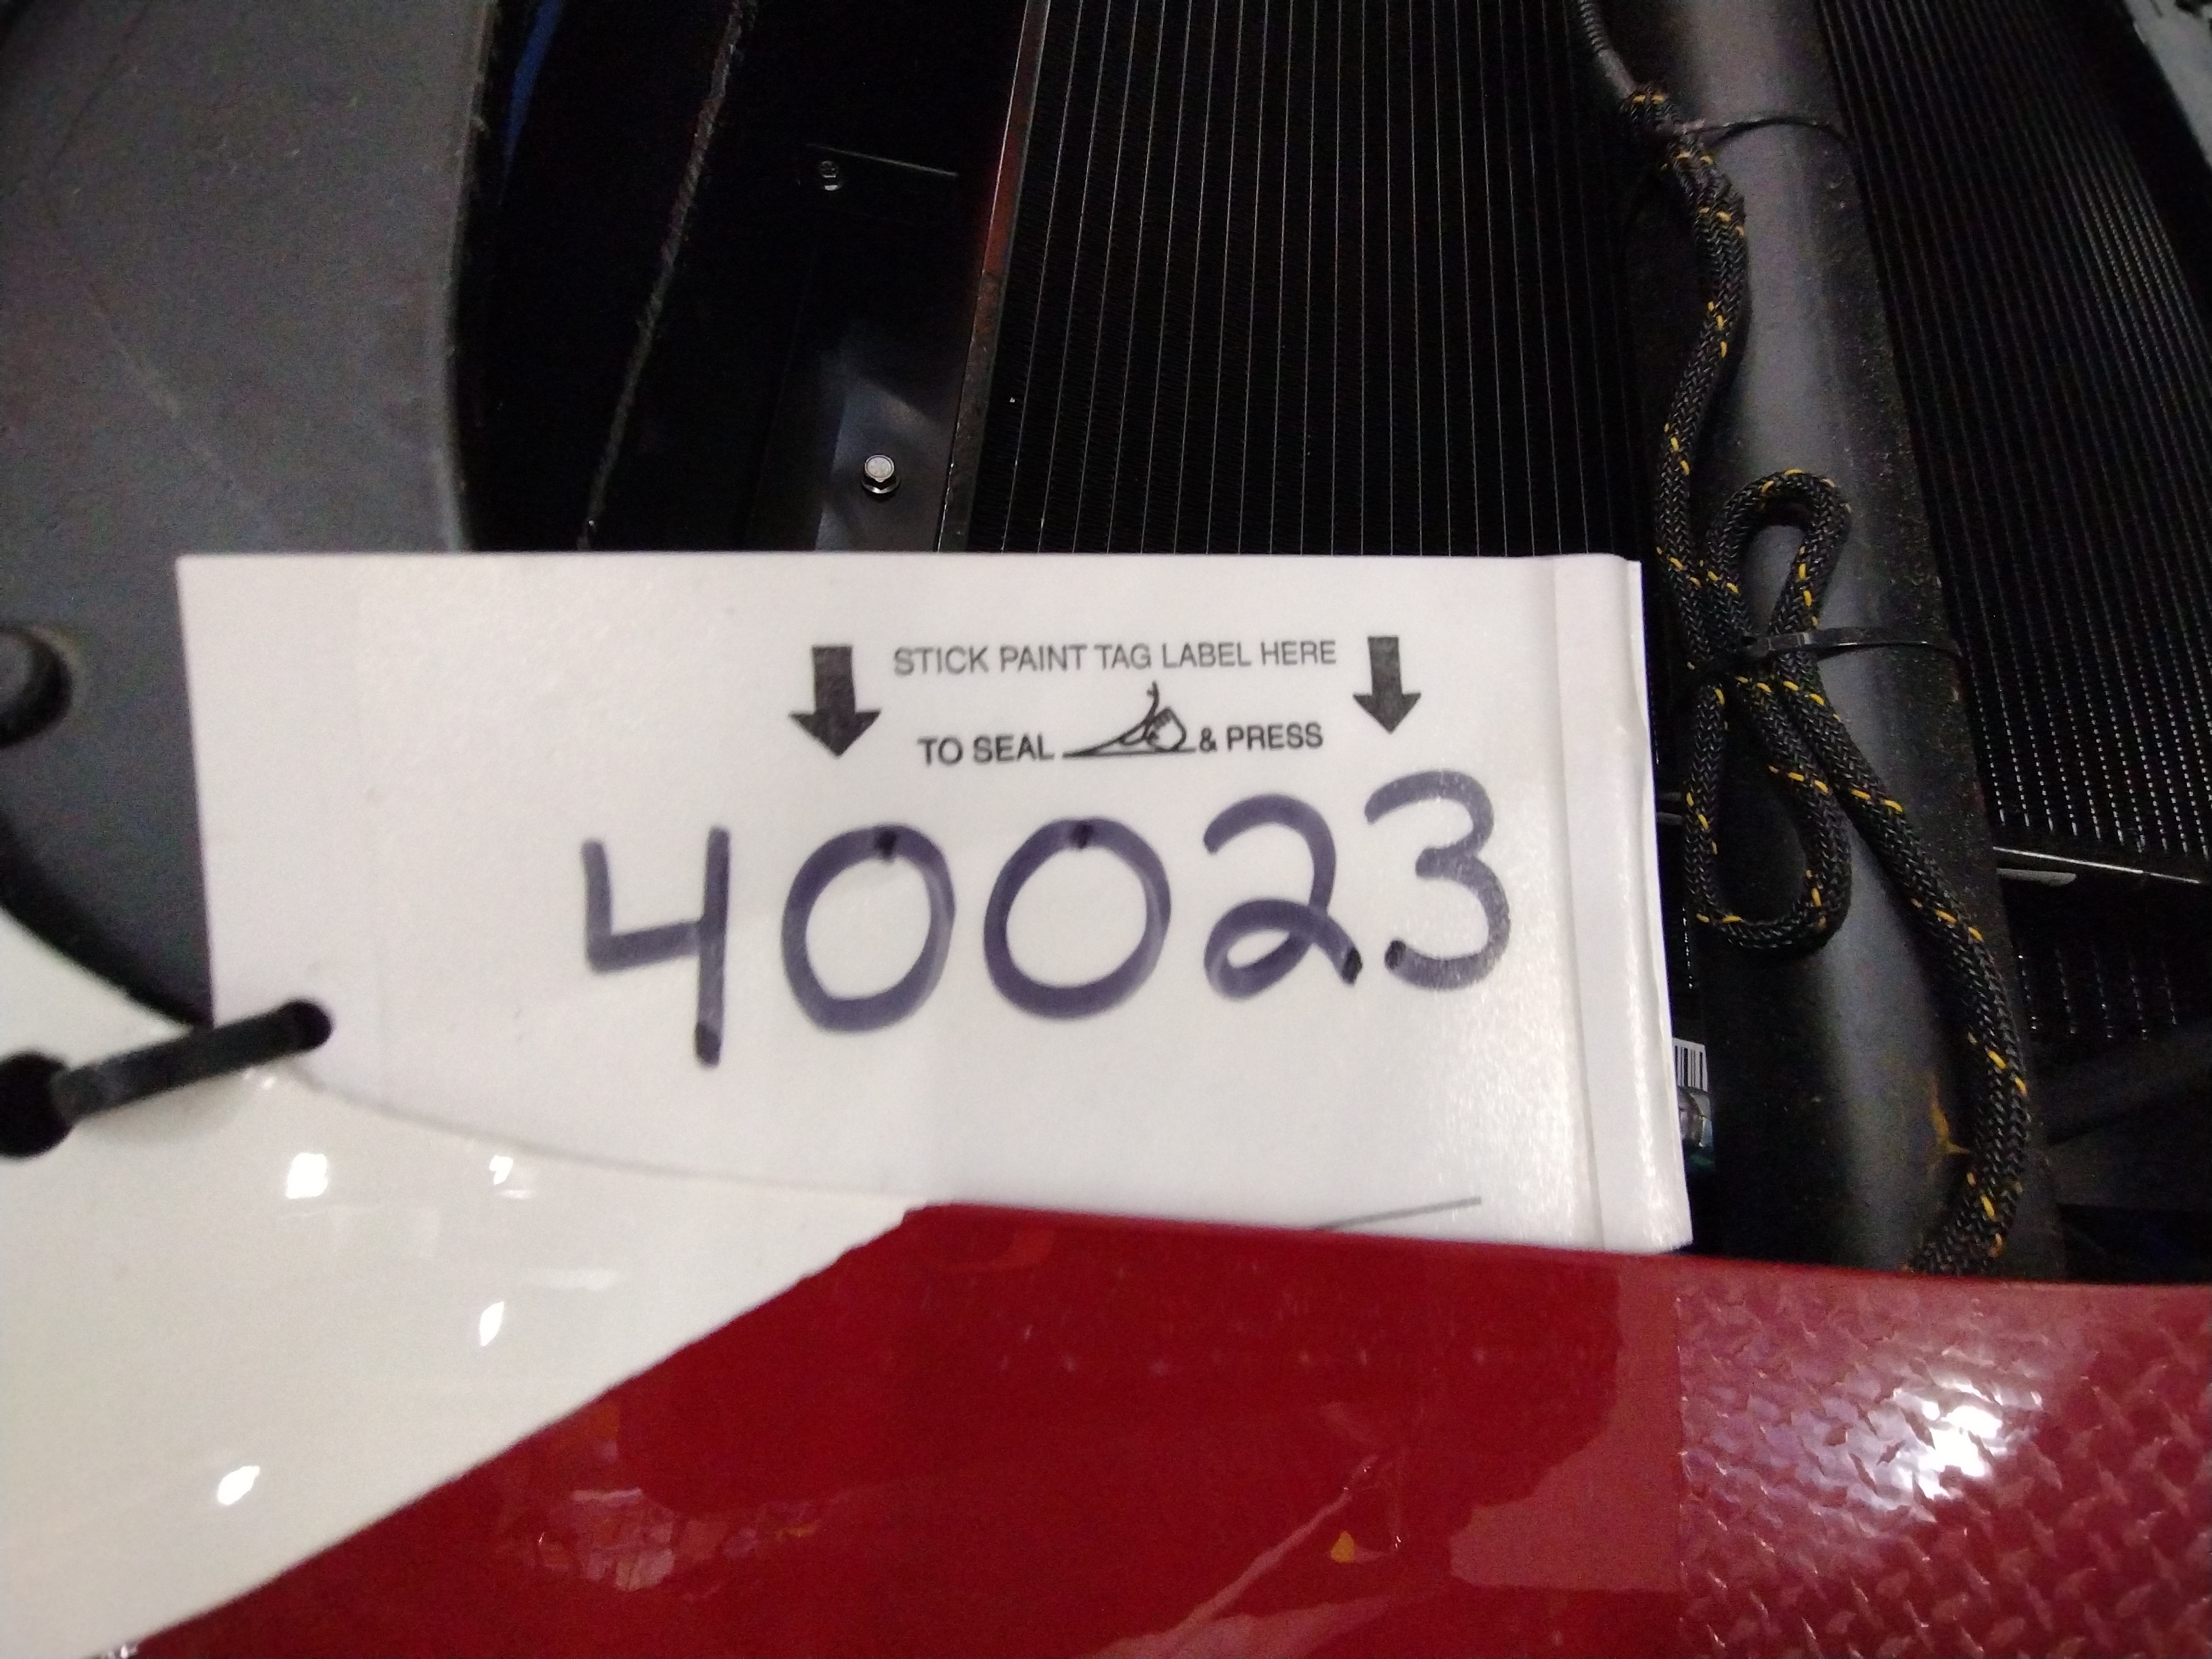 STICK PAINT TAG LABEL HERE
TO SEAL & PRESS
40023